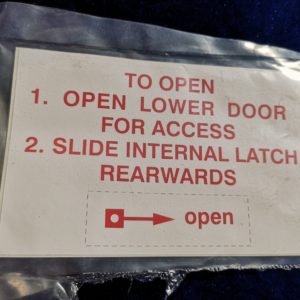 TO OPEN
1. OPEN LOWER DOOR
FOR ACCESS
2. SLIDE INTERNAL LATCH
REARWARDS
open